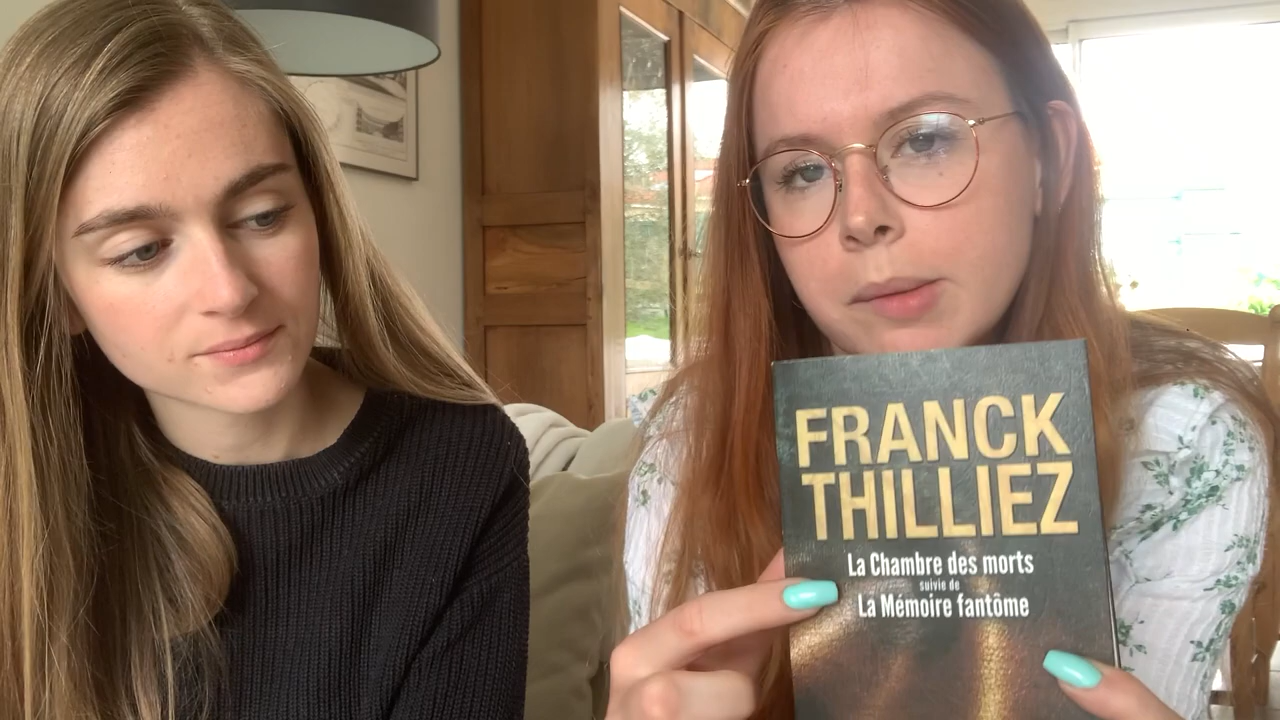 FRANCK
THILLIEZ
La Chambre des morts
suivie de
La Mémoire fantôme